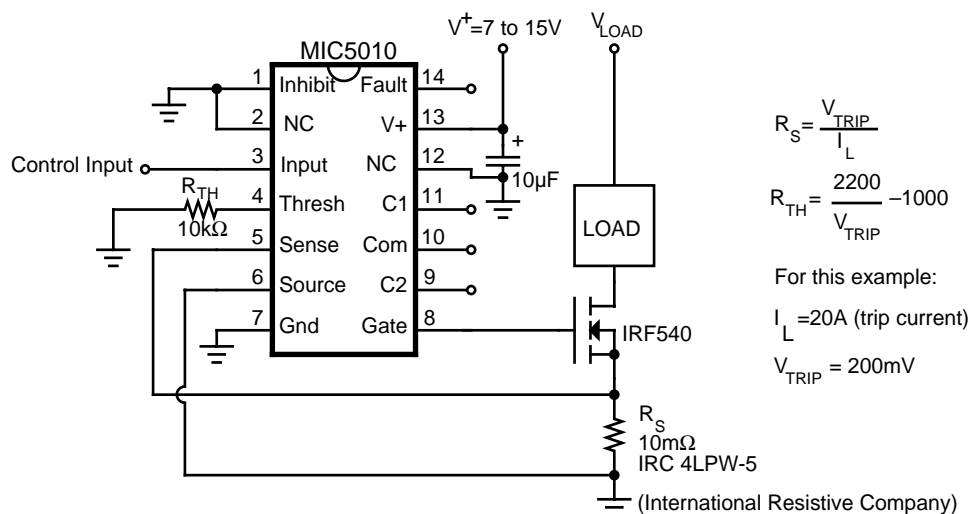 V+=7 to 15V
VLOAD
MIC5010
1 Inhibit Fault 14
2 NC V+ 13
Control Input 3 Input NC 12
+
10µF
RTH
10kΩ
4 Thresh C1 11
5 Sense Com 10
6 Source C2 9
7 Gnd Gate 8
LOAD
IRF540
RS
10mΩ
IRC 4LPW-5
(International Resistive Company)
RS= VTRIP
IL
RTH= 2200 –1000
VTRIP
For this example:
IL=20A (trip current)
VTRIP = 200mV